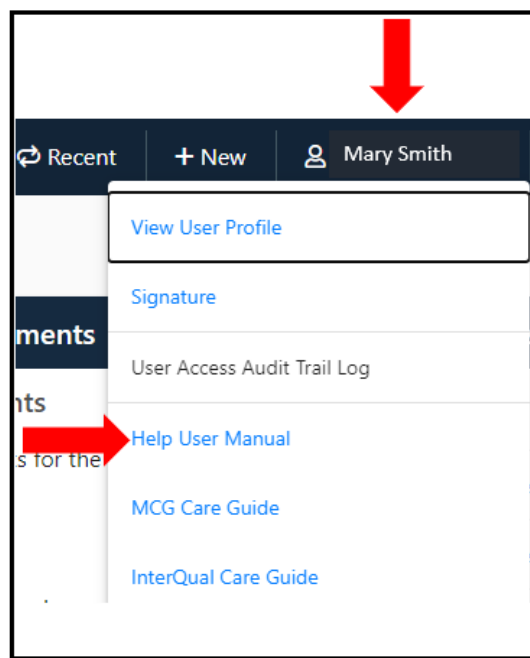 Recent + New Mary Smith
View User Profile
Signature
ments
User Access Audit Trail Log
nts
Help User Manual
s for the
MCG Care Guide
InterQual Care Guide